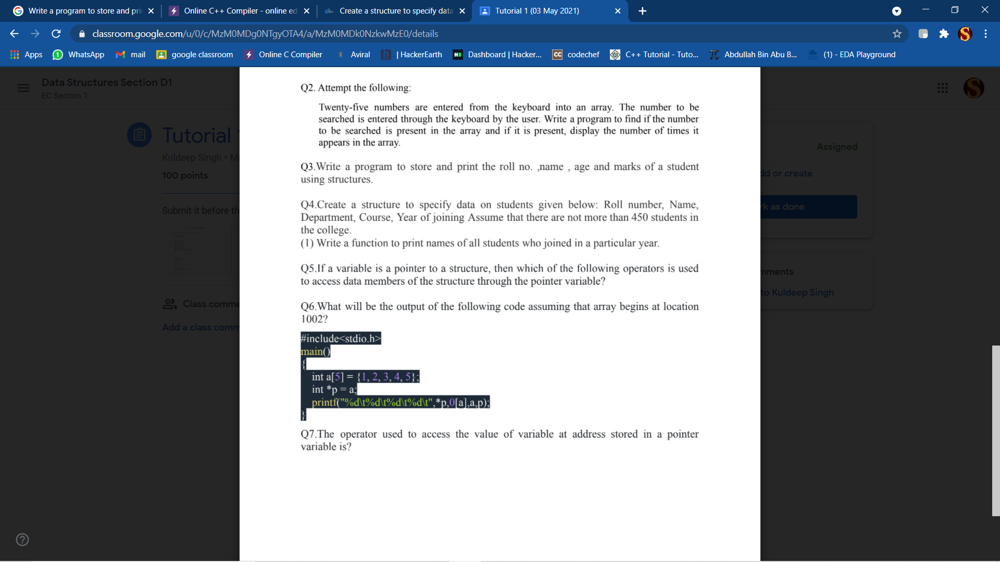 Write a program to store and pri
Online C++ Compiler - online ed
Create a structure to specify data
Tutorial 1 (03 May 2021)
classroom.google.com/u/0/c/MzM0MDg0NTgyOTA4/a/MzM0MDk0NzkwMzE0/details
Apps
WhatsApp
mail
google classroom
Online C Compiler
Aviral
| HackerEarth
Dashboard | Hacker...
codechef
C++ Tutorial - Tuto...
Abdullah Bin Abu B...
(1) - EDA Playground
Data Structures Section D1
EC Section 1
Tutorial
Kuldeep Singh •
100 points
Submit it before
Class comme
Add a class comm
Q2. Attempt the following:
Twenty-five numbers are entered from the keyboard into an array. The number to be
searched is entered through the keyboard by the user. Write a program to find if the number
to be searched is present in the array and if it is present, display the number of times it
appears in the array.
Q3.Write a program to store and print the roll no. ,name , age and marks of a student
using structures.
Q4.Create a structure to specify data on students given below: Roll number, Name,
Department, Course, Year of joining Assume that there are not more than 450 students in
the college.
(1) Write a function to print names of all students who joined in a particular year.
Q5.If a variable is a pointer to a structure, then which of the following operators is used
to access data members of the structure through the pointer variable?
Q6.What will be the output of the following code assuming that array begins at location
1002?
#include<stdio.h>
main()
{
int a[5] = {1, 2, 3, 4, 5};
int *p = a;
printf("%d\t%d\t%d\t%d\t",*p,0[a],a,p);
}
Q7.The operator used to access the value of variable at address stored in a pointer
variable is?
Assigned
dd or create
rk as done
mments
to Kuldeep Singh